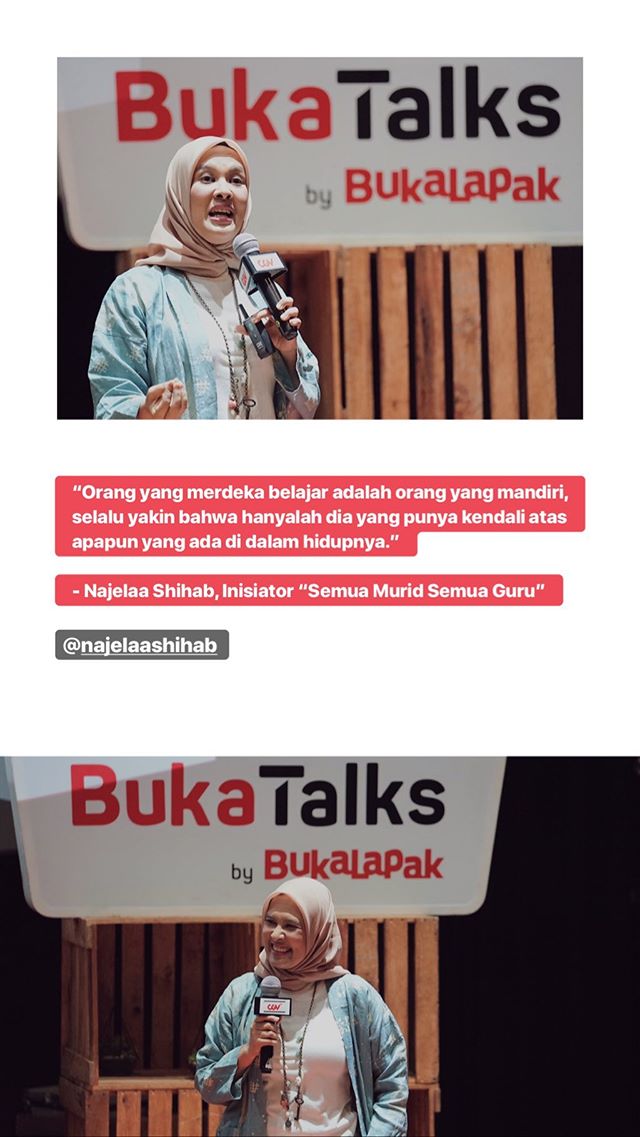 BukaTalks
by BukaLapak
“Orang yang merdeka belajar adalah orang yang mandiri,
selalu yakin bahwa hanyalah dia yang punya kendali atas
apapun yang ada di dalam hidupnya.”
- Najelaa Shihab, Inisiator “Semua Murid Semua Guru”
@najelaashihab
BukaTalks
by BukaLapak
CGV